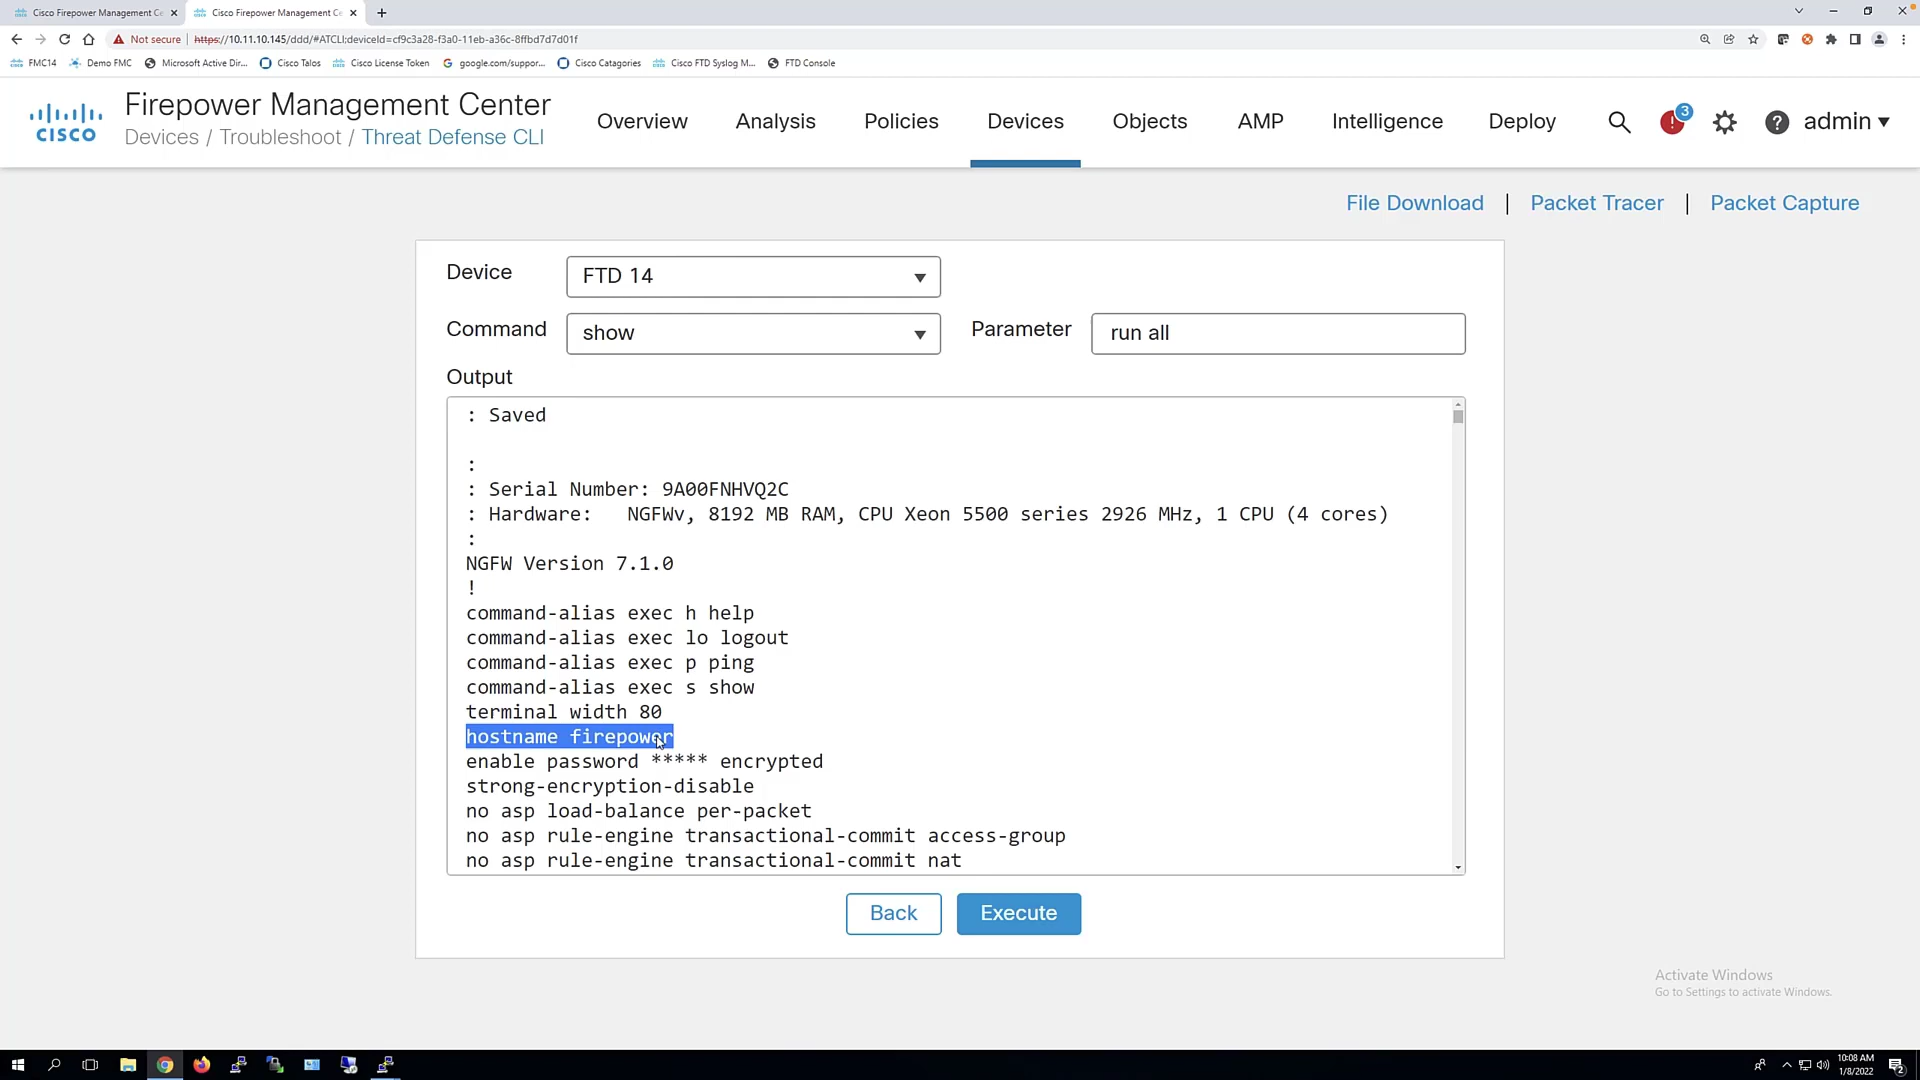 Cisco Firepower Management Ce
Cisco Firepower Management Ce
Not secure
https://10.11.10.145/ddd/#ATCLI;deviceId=cf9c3a28-f3a0-11eb-a36c-8ffbd7d7d01f
FMC14
Demo FMC
Microsoft Active Dir...
Cisco Talos
Cisco License Token
google.com/suppor...
Cisco Catagories
Cisco FTD Syslog M...
FTD Console
CISCO
Firepower Management Center
Devices / Troubleshoot / Threat Defense CLI
Overview
Analysis
Policies
Devices
Objects
AMP
Intelligence
Deploy
3
admin
File Download | Packet Tracer | Packet Capture
Device
FTD 14
Command
show
Parameter
run all
Output
: Saved
:
: Serial Number: 9A00FNHVQ2C
: Hardware:   NGFWv, 8192 MB RAM, CPU Xeon 5500 series 2926 MHz, 1 CPU (4 cores)
:
NGFW Version 7.1.0
!
command-alias exec h help
command-alias exec lo logout
command-alias exec p ping
command-alias exec s show
terminal width 80
hostname firepower
enable password ***** encrypted
strong-encryption-disable
no asp load-balance per-packet
no asp rule-engine transactional-commit access-group
no asp rule-engine transactional-commit nat
Back
Execute
Activate Windows
Go to Settings to activate Windows.
10:08 AM
1/8/2022
2